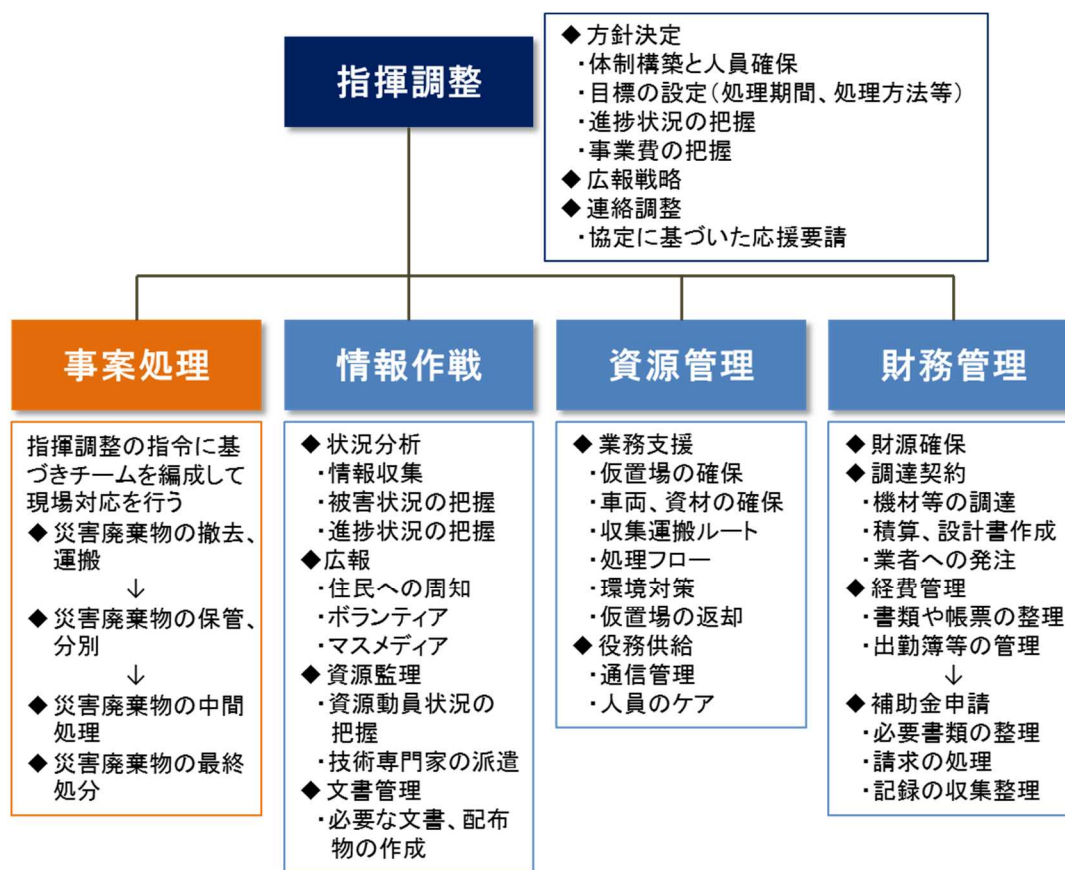 指揮調整
◆ 方針決定
・体制構築と人員確保
・目標の設定（処理期間、処理方法等）
・進捗状況の把握
・事業費の把握
◆ 広報戦略
◆ 連絡調整
・協定に基づいた応援要請
事案処理
指揮調整の指令に基
づきチームを編成して
現場対応を行う
◆ 災害廃棄物の撤去、
運搬
↓
◆ 災害廃棄物の保管、
分別
↓
◆ 災害廃棄物の中間
処理
◆ 災害廃棄物の最終
処分
情報作戦
◆ 状況分析
・情報収集
・被害状況の把握
・進捗状況の把握
◆広報
・住民への周知
・ボランティア
・マスメディア
◆ 資源監理
・資源動員状況の
把握
・技術専門家の派遣
◆ 文書管理
・必要な文書、配布
物の作成
資源管理
◆ 業務支援
・仮置場の確保
・車両、資材の確保
・収集運搬ルート
・処理フロー
・環境対策
・仮置場の返却
◆ 役務供給
・通信管理
・人員のケア
財務管理
◆ 財源確保
◆ 調達契約
・機材等の調達
・積算、設計書作成
・業者への発注
◆ 経費管理
・書類や帳票の整理
・出勤簿等の管理
↓
◆ 補助金申請
・必要書類の整理
・請求の処理
・記録の収集整理